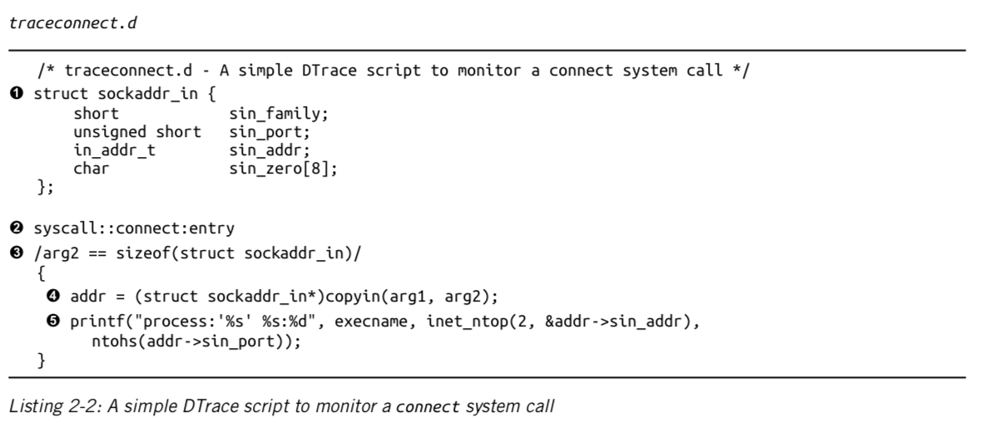 traceconnect.d
/* traceconnect.d - A simple DTrace script to monitor a connect system call */
❶ struct sockaddr_in {
short sin_family;
unsigned short sin_port;
in_addr_t sin_addr;
char sin_zero[8];
};
❷ syscall::connect:entry
❸ /arg2 == sizeof(struct sockaddr_in)/
{
❹ addr = (struct sockaddr_in*)copyin(arg1, arg2);
❺ printf("process:'%s' %s:%d", execname, inet_ntop(2, &addr->sin_addr),
ntohs(addr->sin_port));
}
Listing 2-2: A simple DTrace script to monitor a connect system call